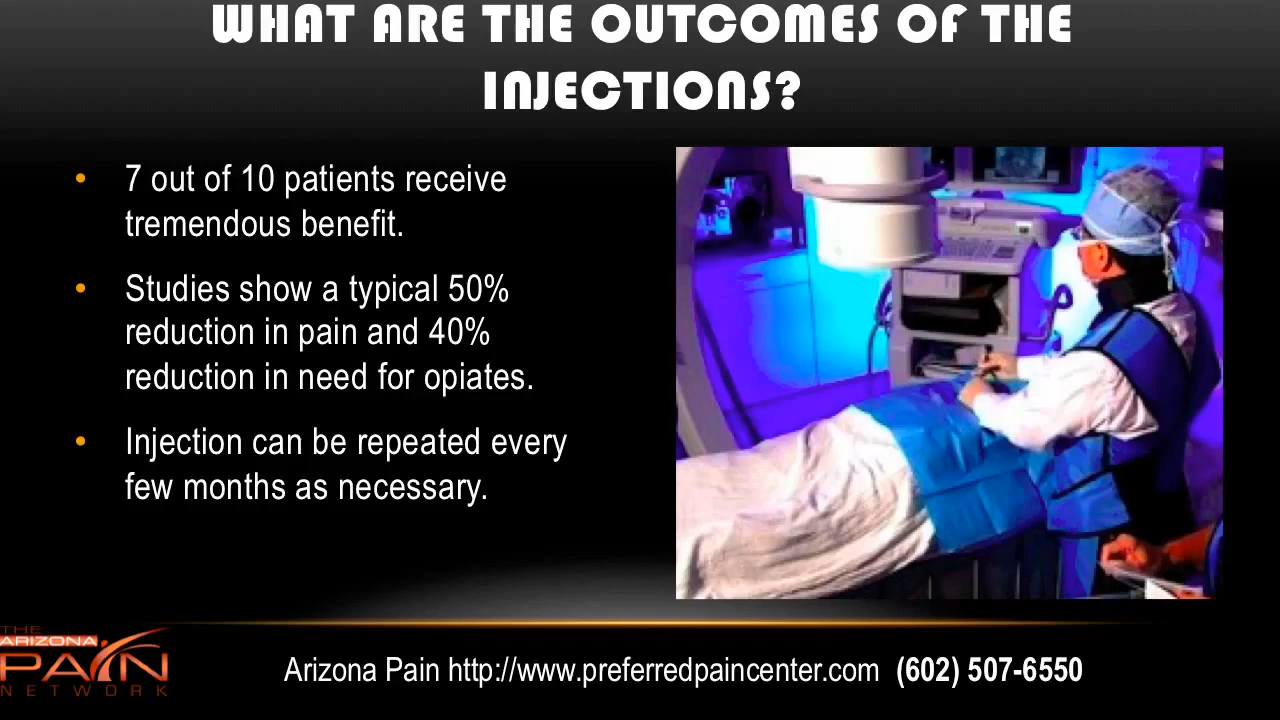 WHAT ARE THE OUTCOMES OF THE
INJECTIONS?
• 7 out of 10 patients receive
tremendous benefit.
• Studies show a typical 50%
reduction in pain and 40%
reduction in need for opiates.
• Injection can be repeated every
few months as necessary.
THE
ARIZONA
PAIN
NETWORK
Arizona Pain http://www.preferredpaincenter.com (602) 507-6550